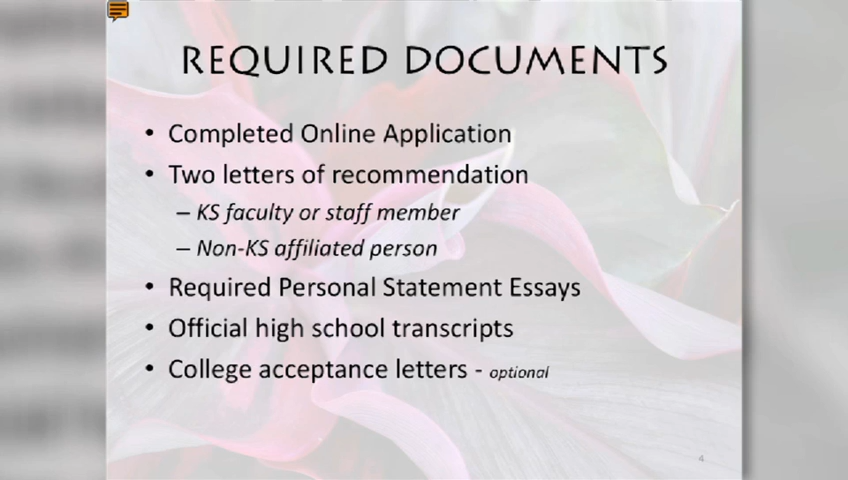 REQUIRED DOCUMENTS
• Completed Online Application
• Two letters of recommendation
– KS faculty or staff member
– Non-KS affiliated person
• Required Personal Statement Essays
• Official high school transcripts
• College acceptance letters - optional
4